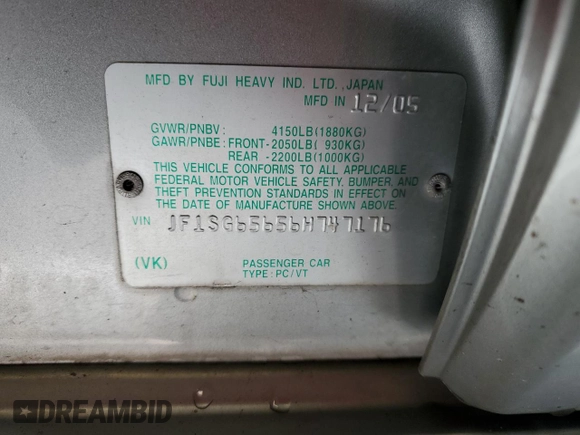 MFD BY FUJI HEAVY IND. LTD. JAPAN
MFD IN 12/05
GVWR/PNBV: 4150LB(1880KG)
GAWR/PNBE: FRONT-2050LB( 930KG)
REAR -2200LB(1000KG)
THIS VEHICLE CONFORMS TO ALL APPLICABLE
FEDERAL MOTOR VEHICLE SAFETY, BUMPER, AND
THEFT PREVENTION STANDARDS IN EFFECT ON
THE DATE OF MANUFACTURE SHOWN ABOVE.
VIN JF1SG65656H747176
(VK) PASSENGER CAR
TYPE: PC/VT
DREAMBID